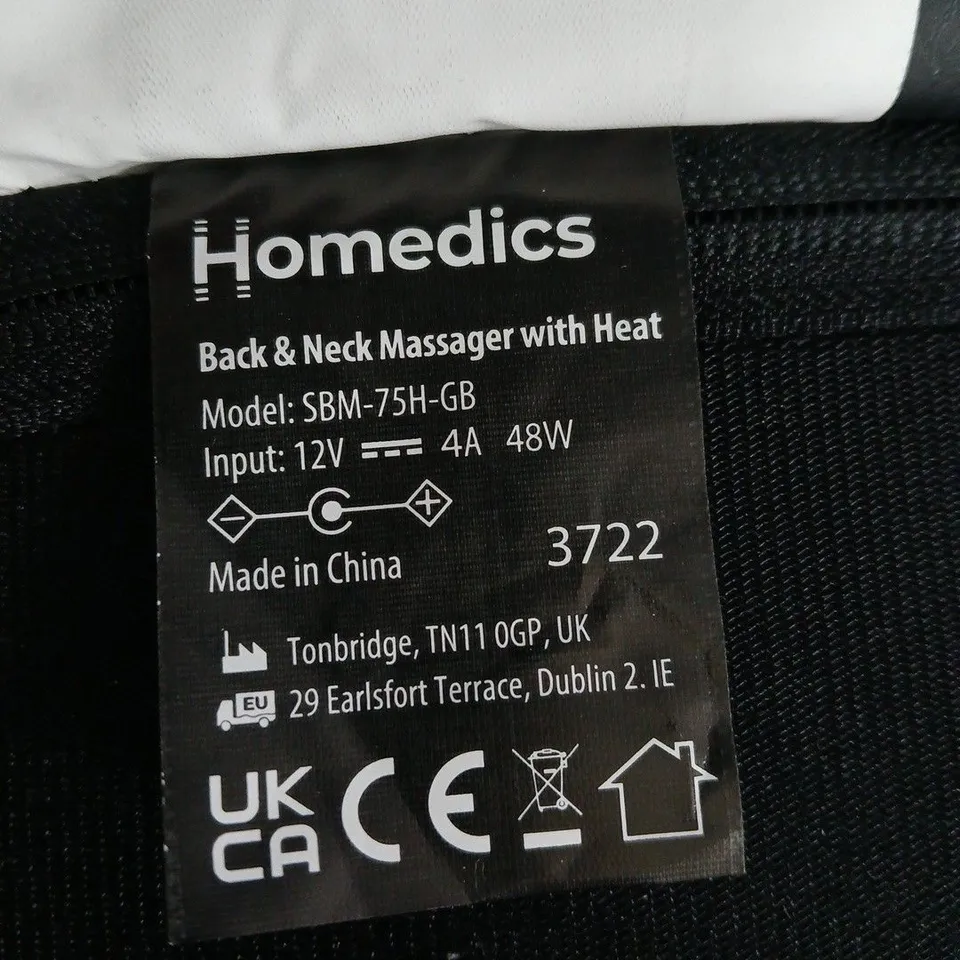 Homedics
Back & Neck Massager with Heat
Model: SBM-75H-GB
Input: 12V ⎓ 4A 48W
3722
Made in China
Tonbridge, TN11 0GP, UK
EU 29 Earlsfort Terrace, Dublin 2. IE
UK
CA CE